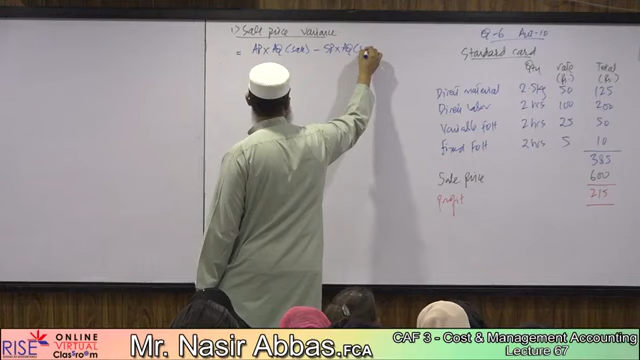 1) Sale price variance
= AP x AQ (sale) - SP x AQ (
Q-6 Aut-10
Standard card
Qty rate Total
(Rs.) (Rs.)
Direct material 2.5kg 50 125
Direct labor 2 hrs 100 200
Variable FOH 2 hrs 25 50
Fixed FOH 2 hrs 5 10
385
Sale price 600
profit 215
RISE
ONLINE
VIRTUAL
Classroom
Mr. Nasir Abbas.FCA
CAF 3 - Cost & Management Accounting
Lecture 67